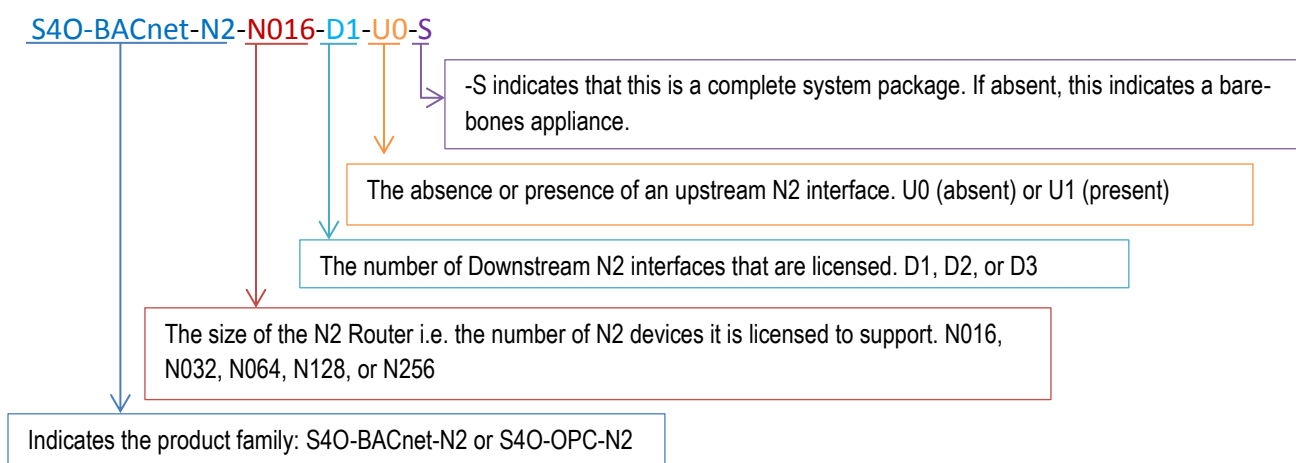 S4O-BACnet-N2-N016-D1-U0-S
-S indicates that this is a complete system package. If absent, this indicates a bare-
bones appliance.
The absence or presence of an upstream N2 interface. U0 (absent) or U1 (present)
The number of Downstream N2 interfaces that are licensed. D1, D2, or D3
The size of the N2 Router i.e. the number of N2 devices it is licensed to support. N016,
N032, N064, N128, or N256
Indicates the product family: S4O-BACnet-N2 or S4O-OPC-N2